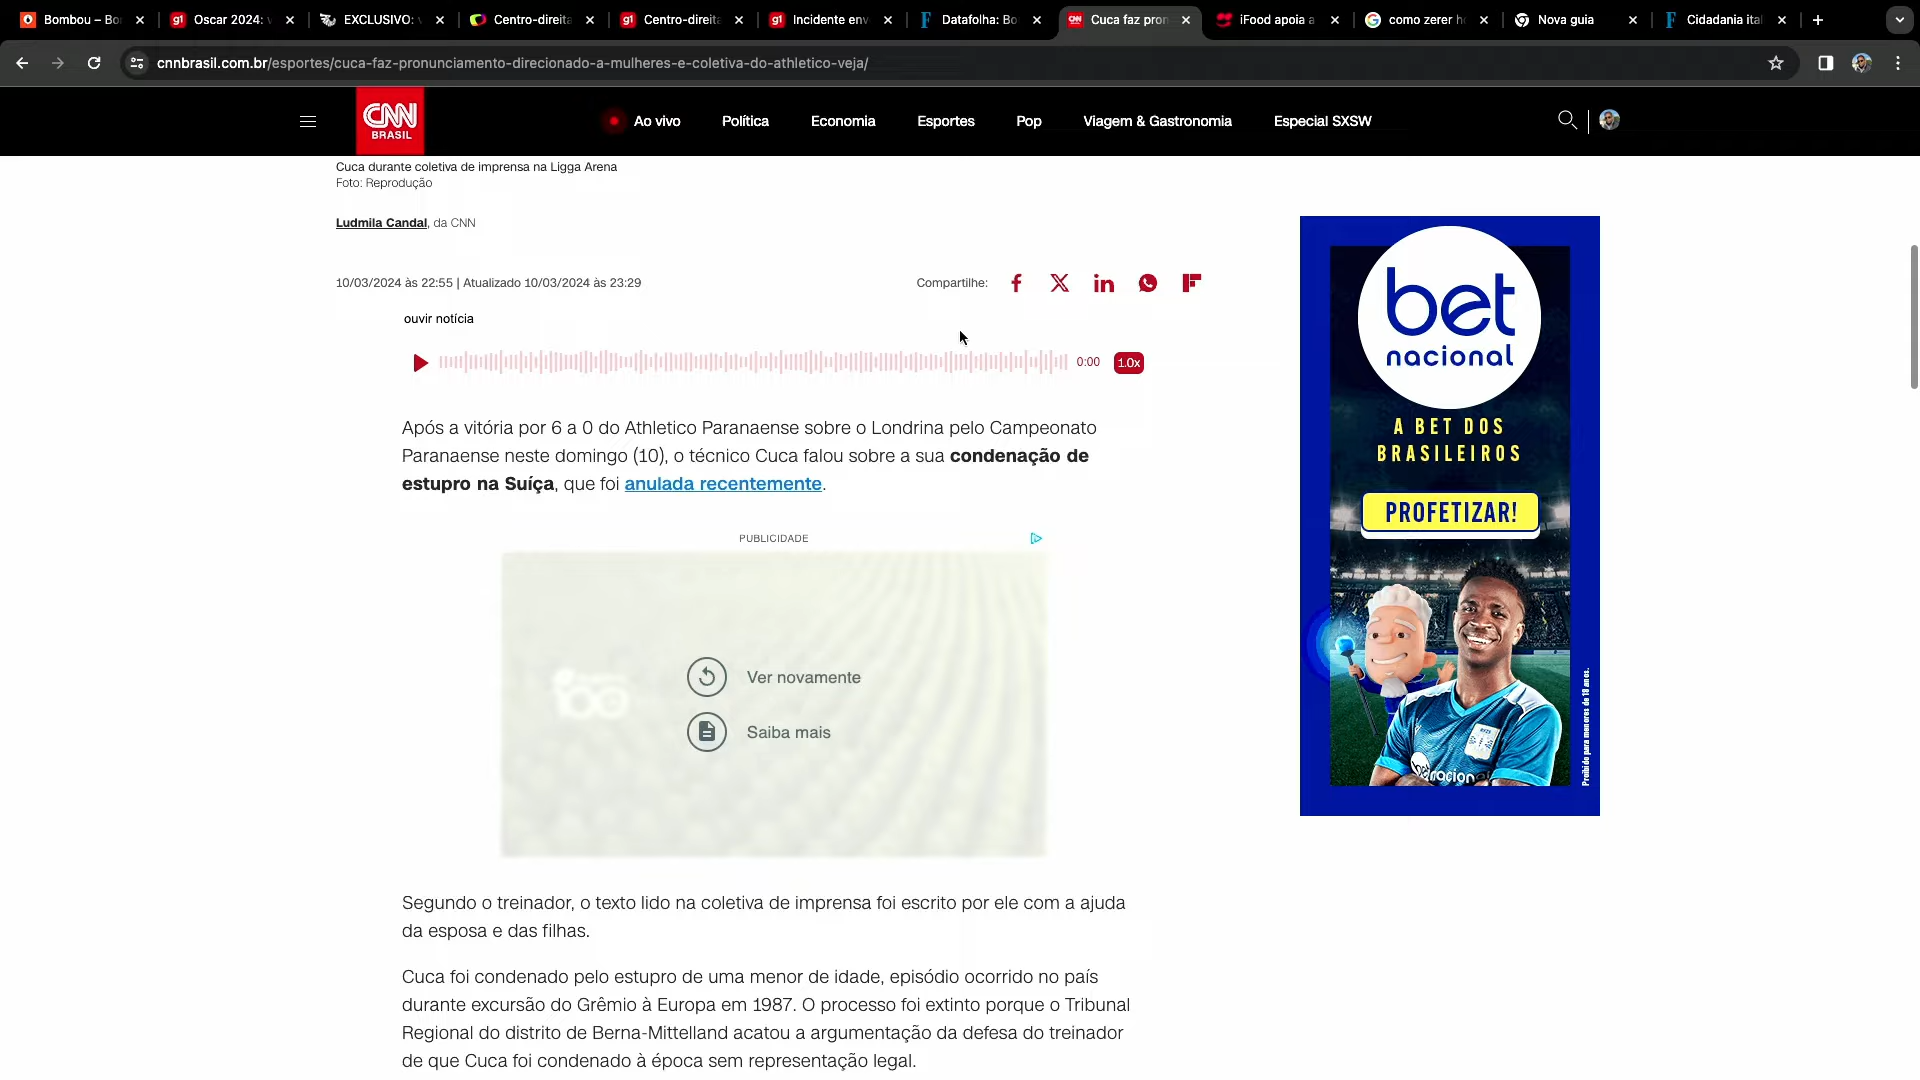 Bombou – Bo
Oscar 2024: v
EXCLUSIVO: v
Centro-direita
Centro-direita
Incidente env
Datafolha: Bo
Cuca faz pron
iFood apoia a
como zerer h
Nova guia
Cidadania ita
cnnbrasil.com.br/esportes/cuca-faz-pronunciamento-direcionado-a-mulheres-e-coletiva-do-athletico-veja/
CNN
BRASIL
Ao vivo
Política
Economia
Esportes
Pop
Viagem & Gastronomia
Especial SXSW
Cuca durante coletiva de imprensa na Ligga Arena
Foto: Reprodução
Ludmila Candal, da CNN
10/03/2024 às 22:55 | Atualizado 10/03/2024 às 23:29
Compartilhe:
ouvir notícia
0:00
1.0x
Após a vitória por 6 a 0 do Athletico Paranaense sobre o Londrina pelo Campeonato
Paranaense neste domingo (10), o técnico Cuca falou sobre a sua condenação de
estupro na Suíça, que foi anulada recentemente.
PUBLICIDADE
Ver novamente
Saiba mais
Segundo o treinador, o texto lido na coletiva de imprensa foi escrito por ele com a ajuda
da esposa e das filhas.
Cuca foi condenado pelo estupro de uma menor de idade, episódio ocorrido no país
durante excursão do Grêmio à Europa em 1987. O processo foi extinto porque o Tribunal
Regional do distrito de Berna-Mittelland acatou a argumentação da defesa do treinador
de que Cuca foi condenado à época sem representação legal.
bet
nacional
A BET DOS
BRASILEIROS
PROFETIZAR!
betnacional
Proibido para menores de 18 anos.